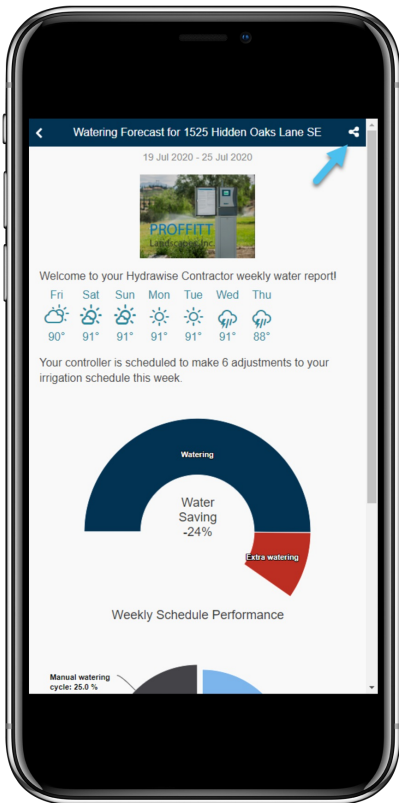 Watering Forecast for 1525 Hidden Oaks Lane SE
19 Jul 2020 - 25 Jul 2020
PROFFITT
Landscapes Inc.
Welcome to your Hydrawise Contractor weekly water report!
Fri Sat Sun Mon Tue Wed Thu
90° 91° 91° 91° 91° 91° 88°
Your controller is scheduled to make 6 adjustments to your
irrigation schedule this week.
Watering
Water
Saving
-24%
Extra watering
Weekly Schedule Performance
Manual watering
cycle: 25.0 %